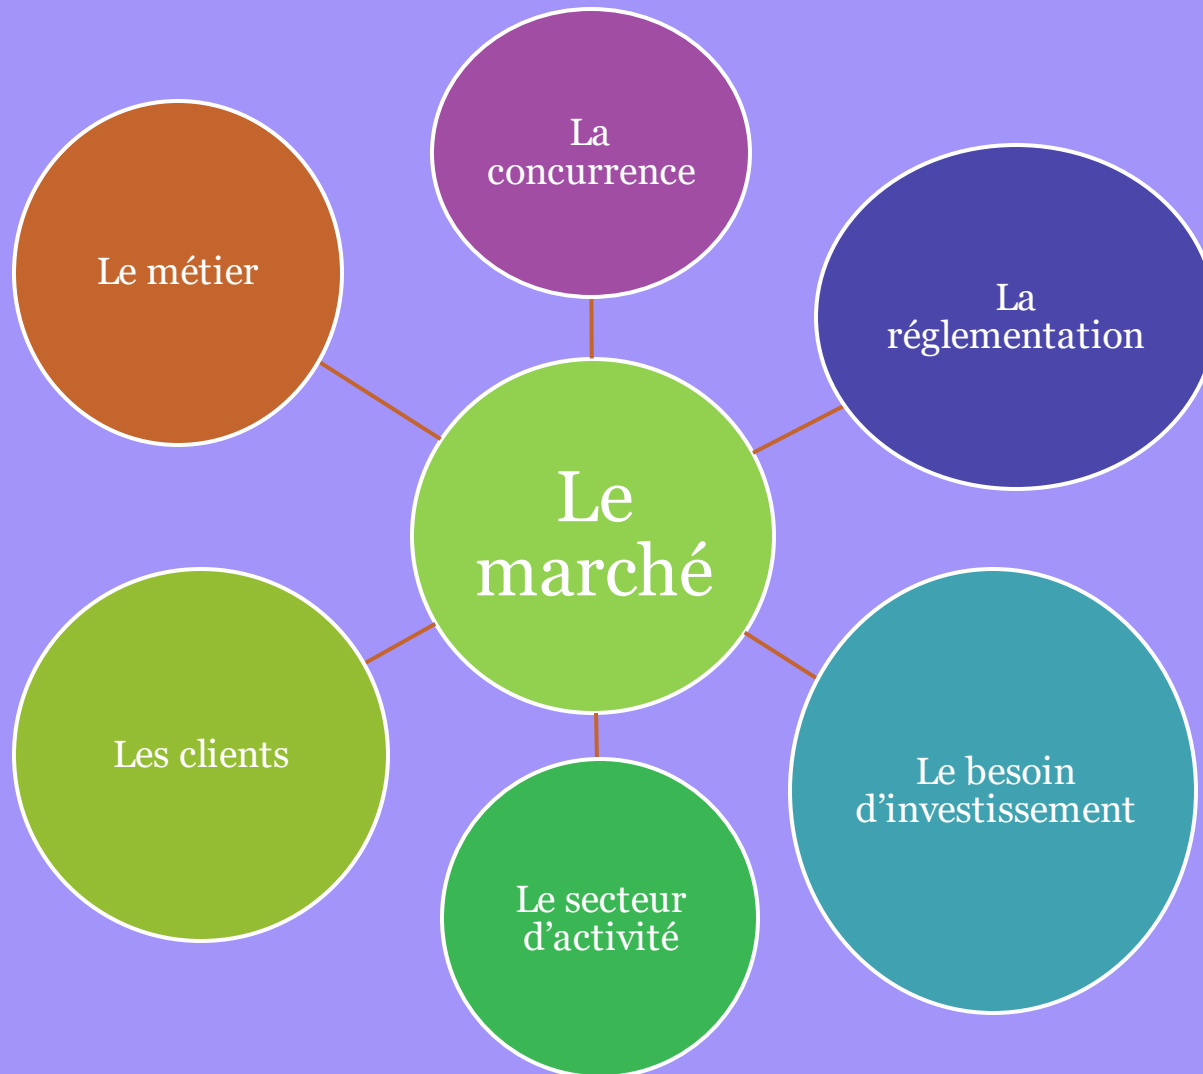 La
concurrence
Le métier
La
réglementation
Le
marché
Les clients
Le besoin
d’investissement
Le secteur
d’activité